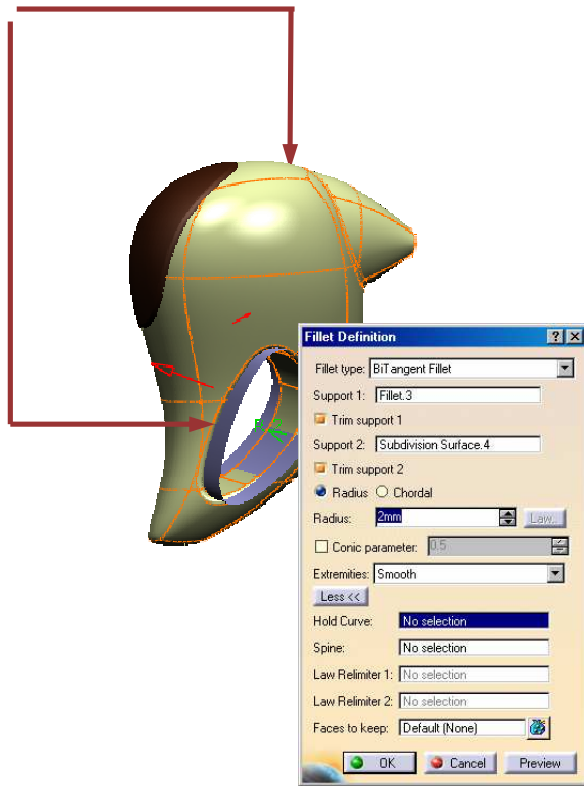 Fillet Definition
Fillet type: BiTangent Fillet
Support 1: Fillet.3
Trim support 1
Support 2: Subdivision Surface.4
Trim support 2
Radius Chordal
Radius: 2mm Law...
Conic parameter: 0.5
Extremities: Smooth
Less <<
Hold Curve: No selection
Spine: No selection
Law Relimiter 1: No selection
Law Relimiter 2: No selection
Faces to keep: Default (None)
OK Cancel Preview